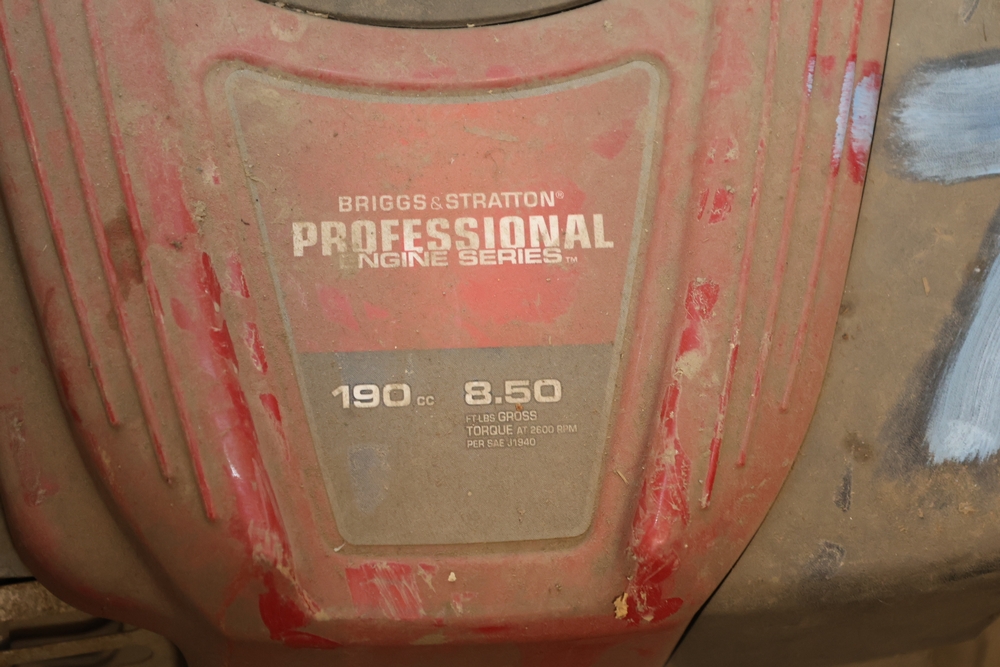 BRIGGS & STRATTON®
PROFESSIONAL
ENGINE SERIES™
190 CC 8.50
FT-LBS GROSS
TORQUE AT 2600 RPM
PER SAE J1940